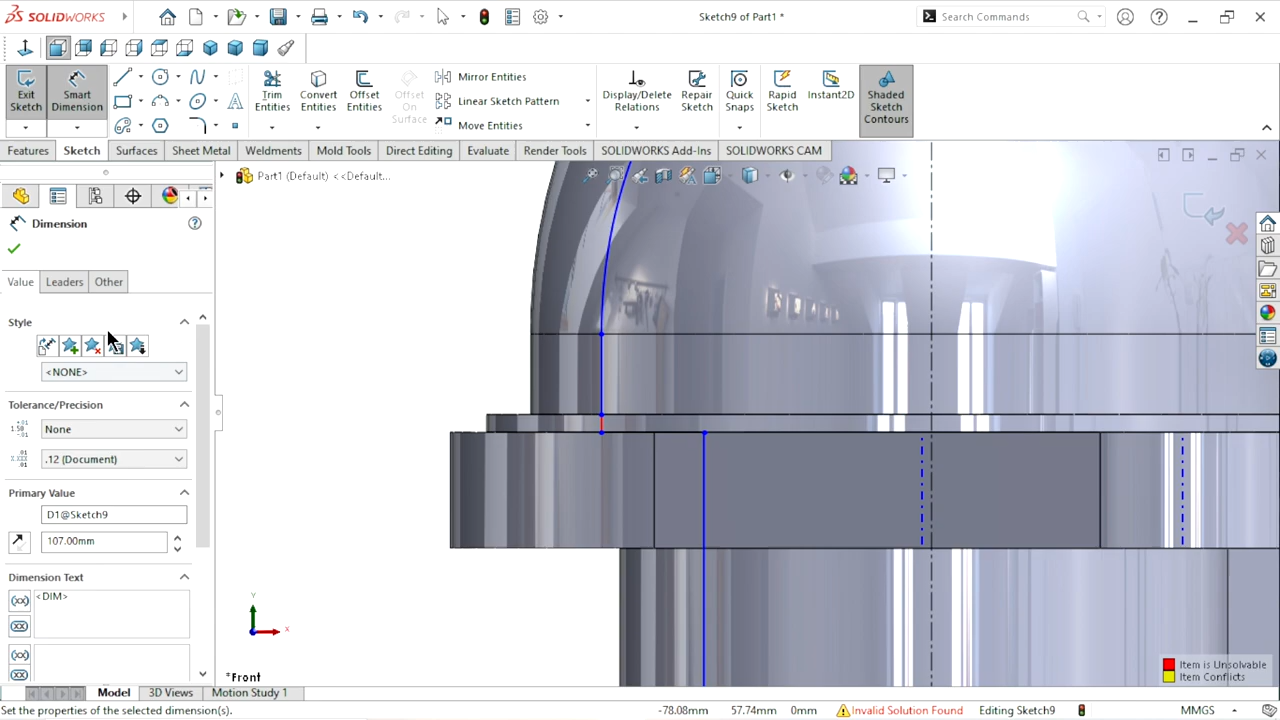 SOLIDWORKS
Sketch9 of Part1 *
Search Commands
Exit Sketch
Smart Dimension
Trim Entities
Convert Entities
Offset Entities
Offset On Surface
Mirror Entities
Linear Sketch Pattern
Move Entities
Display/Delete Relations
Repair Sketch
Quick Snaps
Rapid Sketch
Instant2D
Shaded Sketch Contours
Features
Sketch
Surfaces
Sheet Metal
Weldments
Mold Tools
Direct Editing
Evaluate
Render Tools
SOLIDWORKS Add-Ins
SOLIDWORKS CAM
Part1 (Default) <<Default...
Dimension
Value
Leaders
Other
Style
<NONE>
Tolerance/Precision
None
.12 (Document)
Primary Value
D1@Sketch9
107.00mm
Dimension Text
<DIM>
Y
X
*Front
Item is Unsolvable
Item Conflicts
Model
3D Views
Motion Study 1
Set the properties of the selected dimension(s).
-78.08mm
57.74mm
0mm
Invalid Solution Found
Editing Sketch9
MMGS